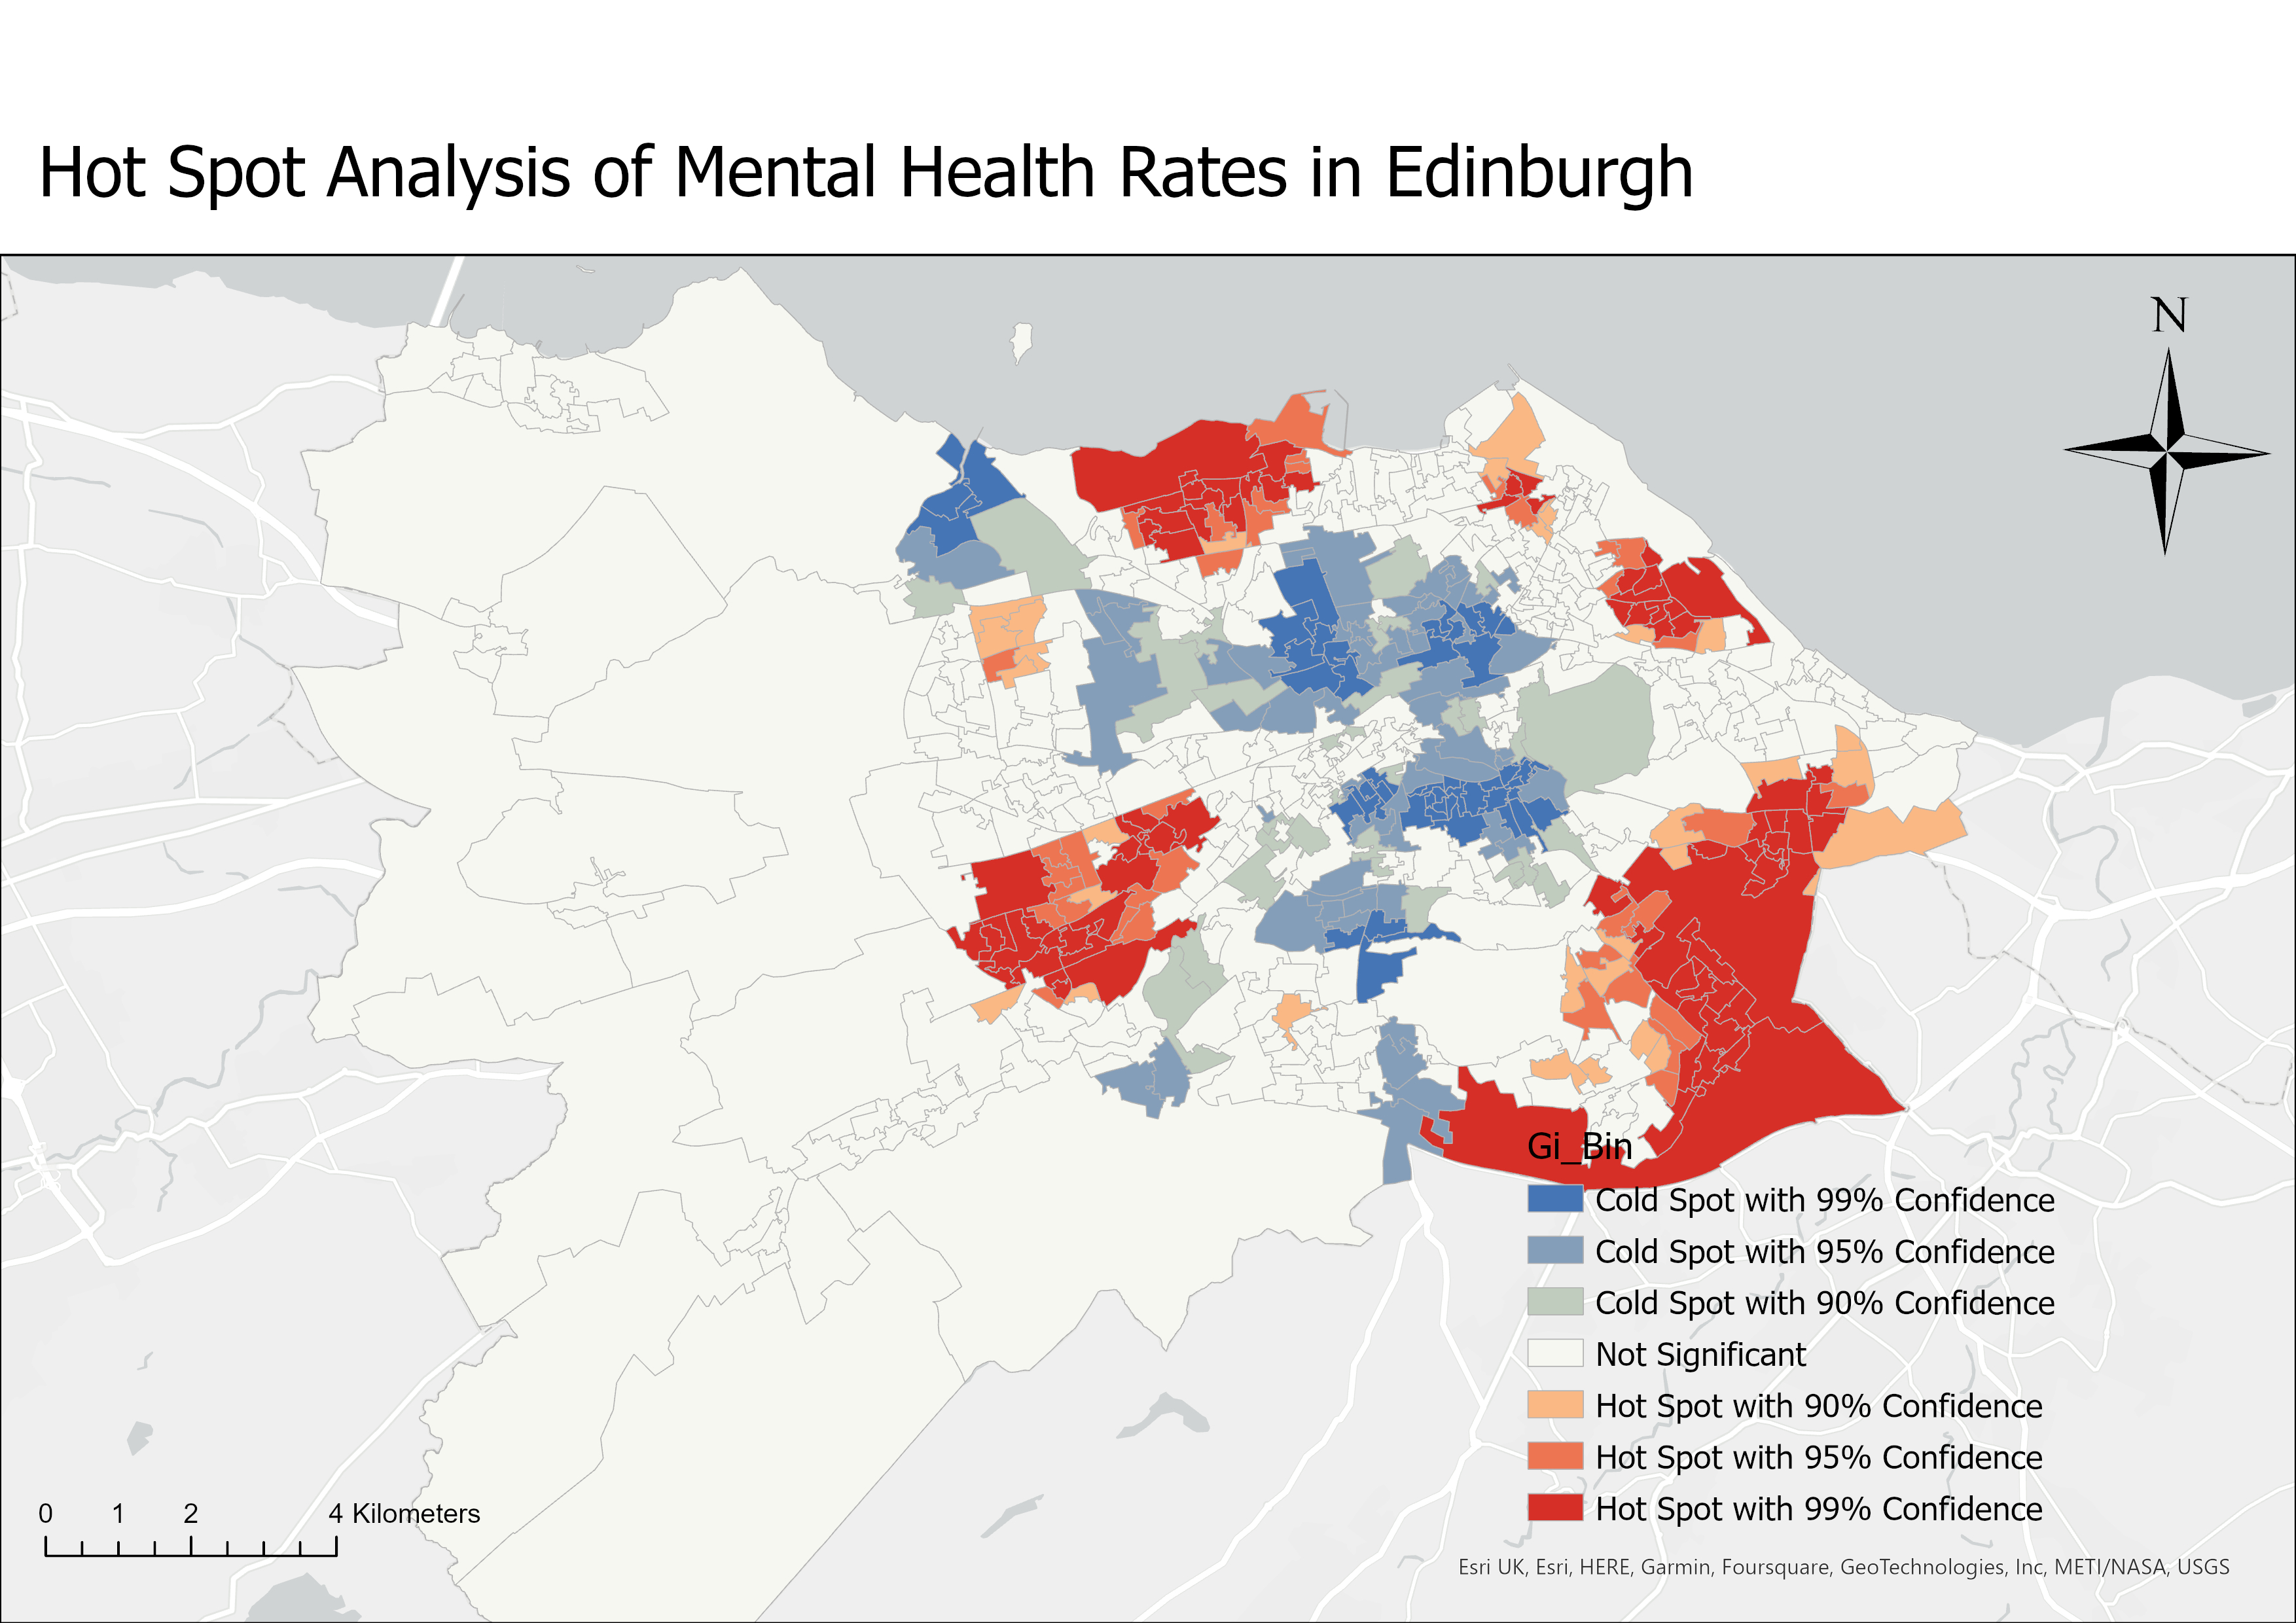 Hot Spot Analysis of Mental Health Rates in Edinburgh
N
Gi_Bin
Cold Spot with 99% Confidence
Cold Spot with 95% Confidence
Cold Spot with 90% Confidence
Not Significant
Hot Spot with 90% Confidence
Hot Spot with 95% Confidence
Hot Spot with 99% Confidence
0 1 2 4 Kilometers
Esri UK, Esri, HERE, Garmin, Foursquare, GeoTechnologies, Inc, METI/NASA, USGS